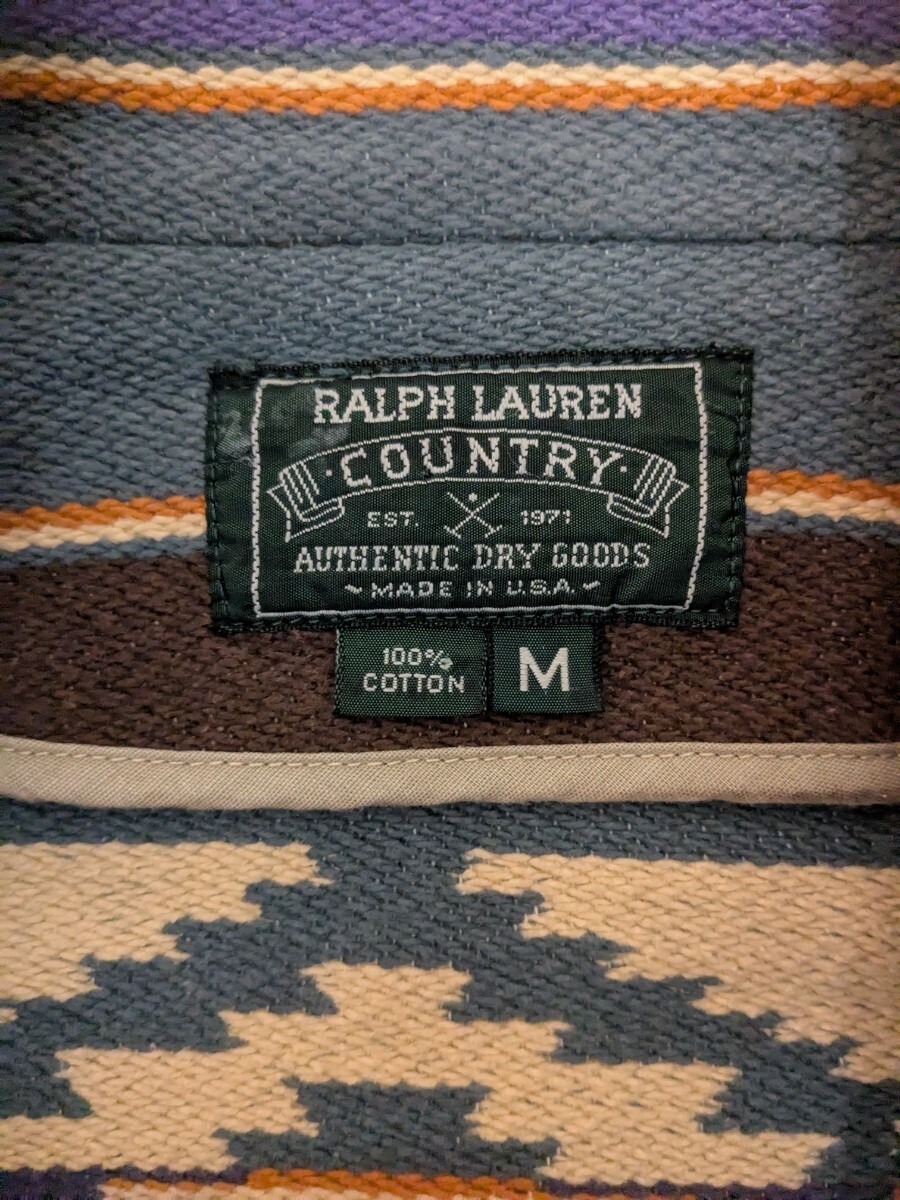 RALPH LAUREN
·COUNTRY·
EST. 1971
AUTHENTIC DRY GOODS
~MADE IN U.S.A.~
100%
COTTON
M